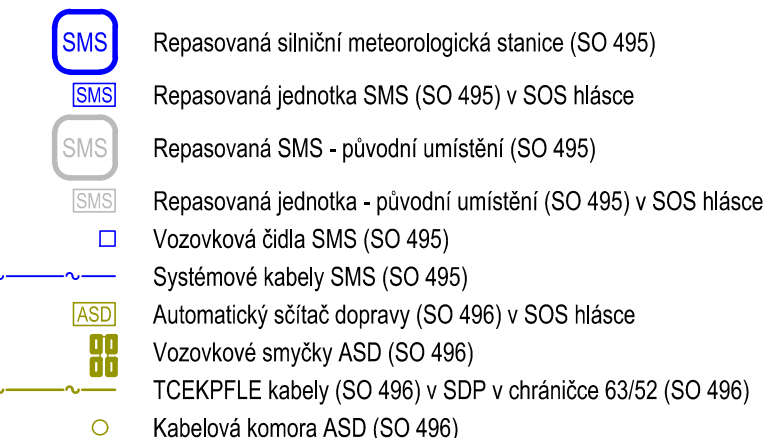 SMS Repasovaná silniční meteorologická stanice (SO 495)
SMS Repasovaná jednotka SMS (SO 495) v SOS hlásce
SMS Repasovaná SMS - původní umístění (SO 495)
SMS Repasovaná jednotka - původní umístění (SO 495) v SOS hlásce
Vozovková čidla SMS (SO 495)
Systémové kabely SMS (SO 495)
ASD Automatický sčítač dopravy (SO 496) v SOS hlásce
Vozovkové smyčky ASD (SO 496)
TCEKPFLE kabely (SO 496) v SDP v chráničce 63/52 (SO 496)
Kabelová komora ASD (SO 496)